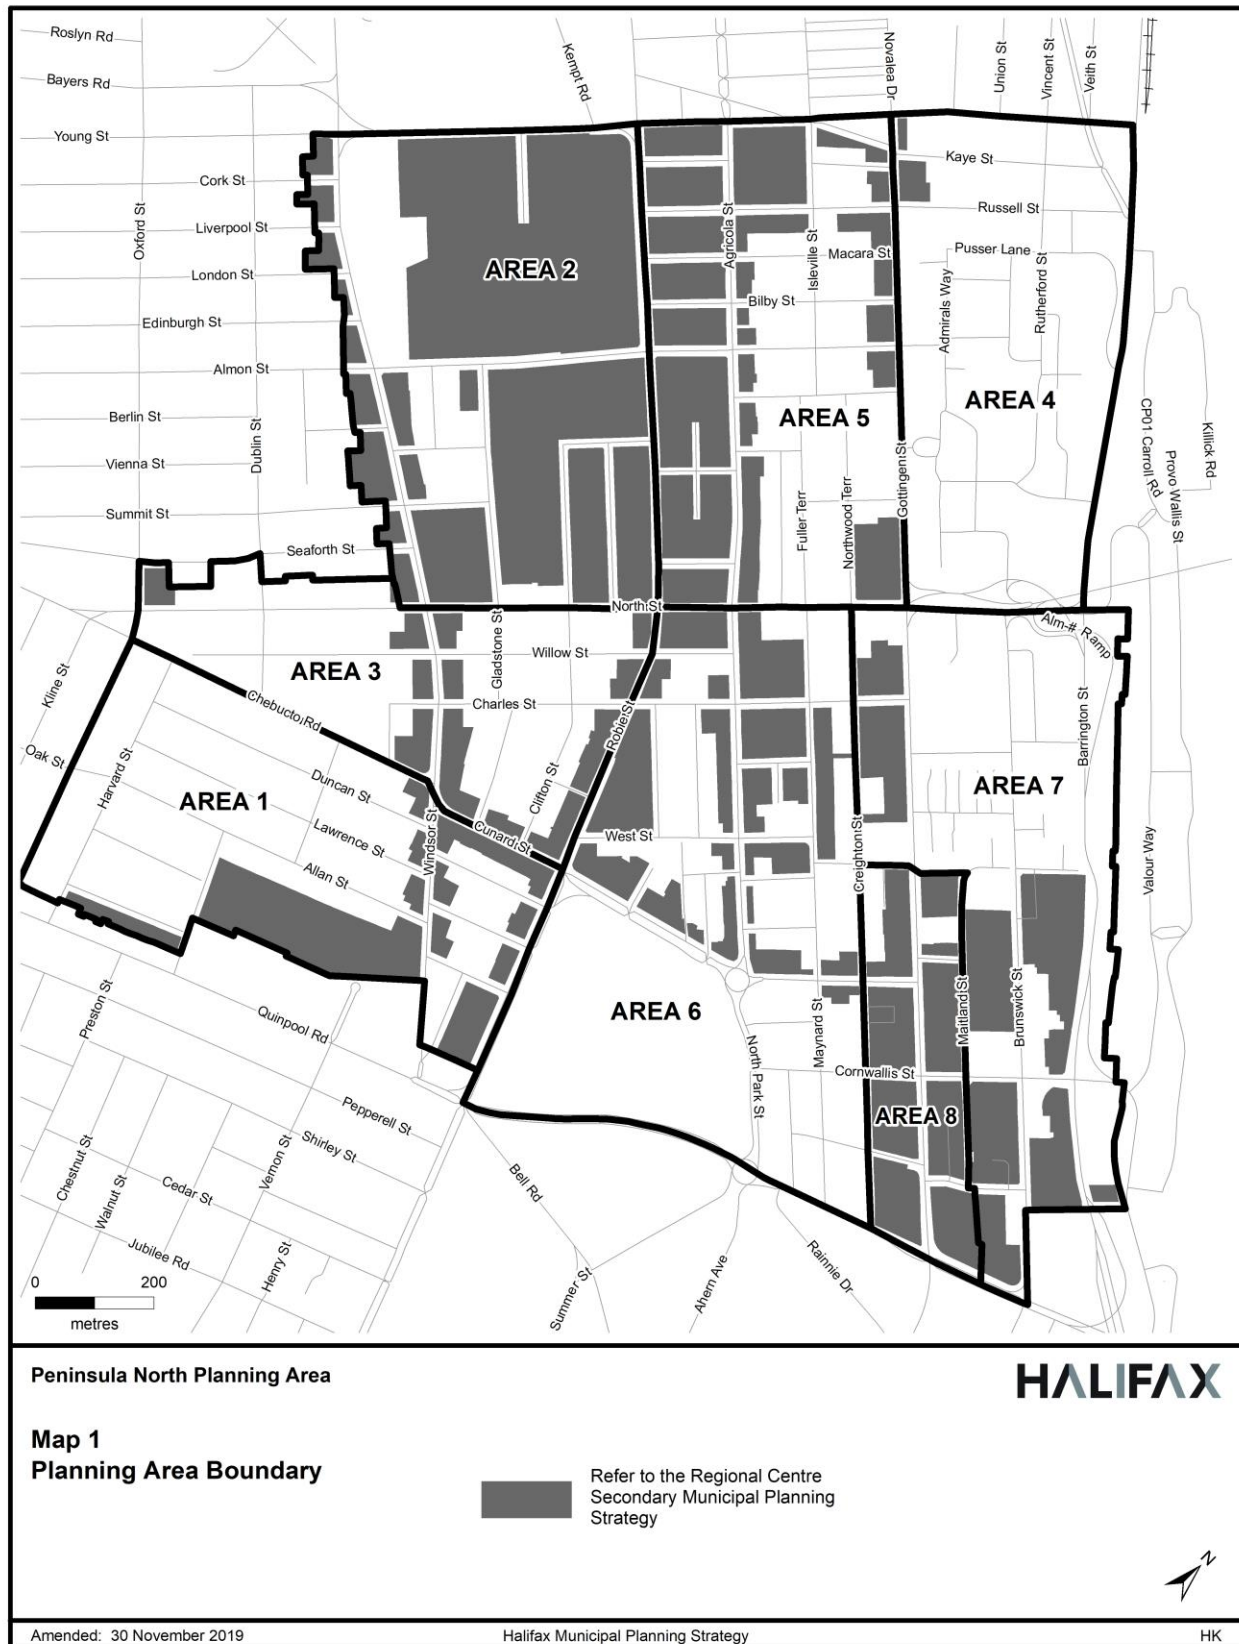 Roslyn Rd
Kempt Rd
Novalea Dr
Union St
Vincent St
Veith St
Bayers Rd
Young St
Kaye St
Cork St
Oxford St
Russell St
Liverpool St
Agricola St
Isleville St
Macara St
Pusser Lane
London St
AREA 2
Rutherford St
Admirals Way
Bilby St
Edinburgh St
Almon St
AREA 5
AREA 4
Berlin St
Dublin St
CP01 Carroll Rd
Killick Rd
Vienna St
Gottingen St
Provo Wallis St
Summit St
Fuller Terr
Northwood Terr
Seaforth St
North St
Alm-# Ramp
Gladstone St
Willow St
AREA 3
Kline St
Chebucto Rd
Charles St
Robie St
Barrington St
Oak St
Harvard St
Duncan St
Clifton St
AREA 7
AREA 1
Lawrence St
Windsor St
Cunard St
West St
Creighton St
Valour Way
Allan St
Preston St
Quinpool Rd
AREA 6
Maynard St
Maitland St
Brunswick St
North Park St
Cornwallis St
Pepperell St
AREA 8
Shirley St
Chestnut St
Walnut St
Vernon St
Cedar St
Bell Rd
Jubilee Rd
Henry St
Summer St
Ahern Ave
Rainnie Dr
0 200
metres
Peninsula North Planning Area
HALIFAX
Map 1
Planning Area Boundary
Refer to the Regional Centre
Secondary Municipal Planning
Strategy
N
Amended: 30 November 2019 Halifax Municipal Planning Strategy HK